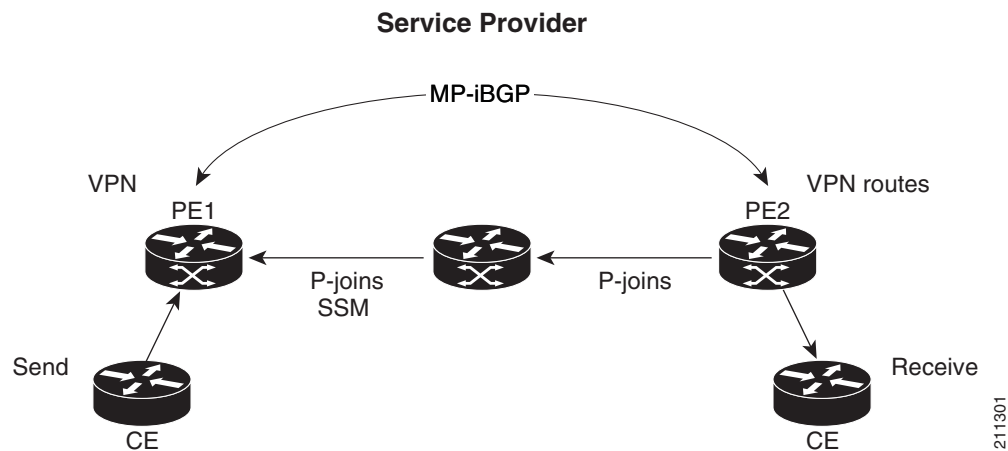 Service Provider
MP-iBGP
VPN
VPN routes
PE1
PE2
P-joins
SSM
P-joins
Send
Receive
CE
CE
211301